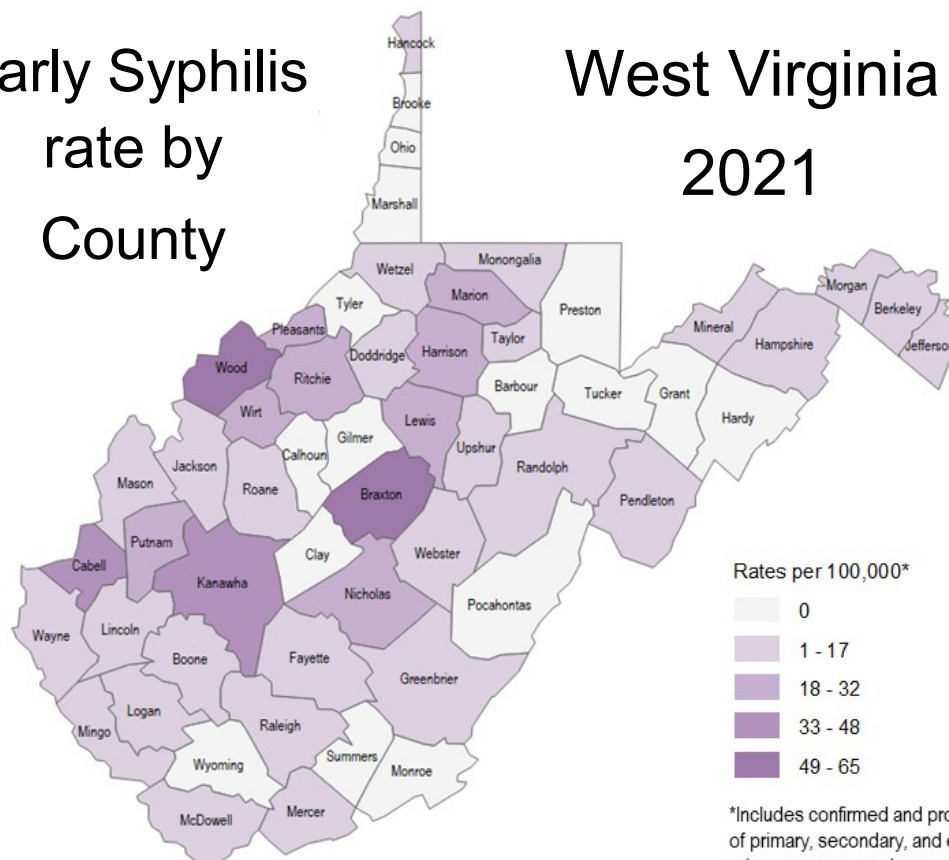 arly Syphilis
rate by
County
West Virginia
2021
Hancock
Brooke
Ohio
Marshall
Wetzel
Monongalia
Marion
Preston
Tyler
Pleasants
Doddridge
Harrison
Taylor
Morgan
Berkeley
Jefferso
Mineral
Hampshire
Wood
Ritchie
Barbour
Tucker
Grant
Hardy
Wirt
Lewis
Gilmer
Calhoun
Upshur
Randolph
Jackson
Mason
Roane
Braxton
Pendleton
Putnam
Clay
Webster
Cabell
Kanawha
Nicholas
Pocahontas
Wayne
Lincoln
Boone
Fayette
Greenbrier
Logan
Mingo
Raleigh
Summers
Monroe
Wyoming
McDowell
Mercer
Rates per 100,000*
0
1 - 17
18 - 32
33 - 48
49 - 65
*Includes confirmed and pro
of primary, secondary, and e